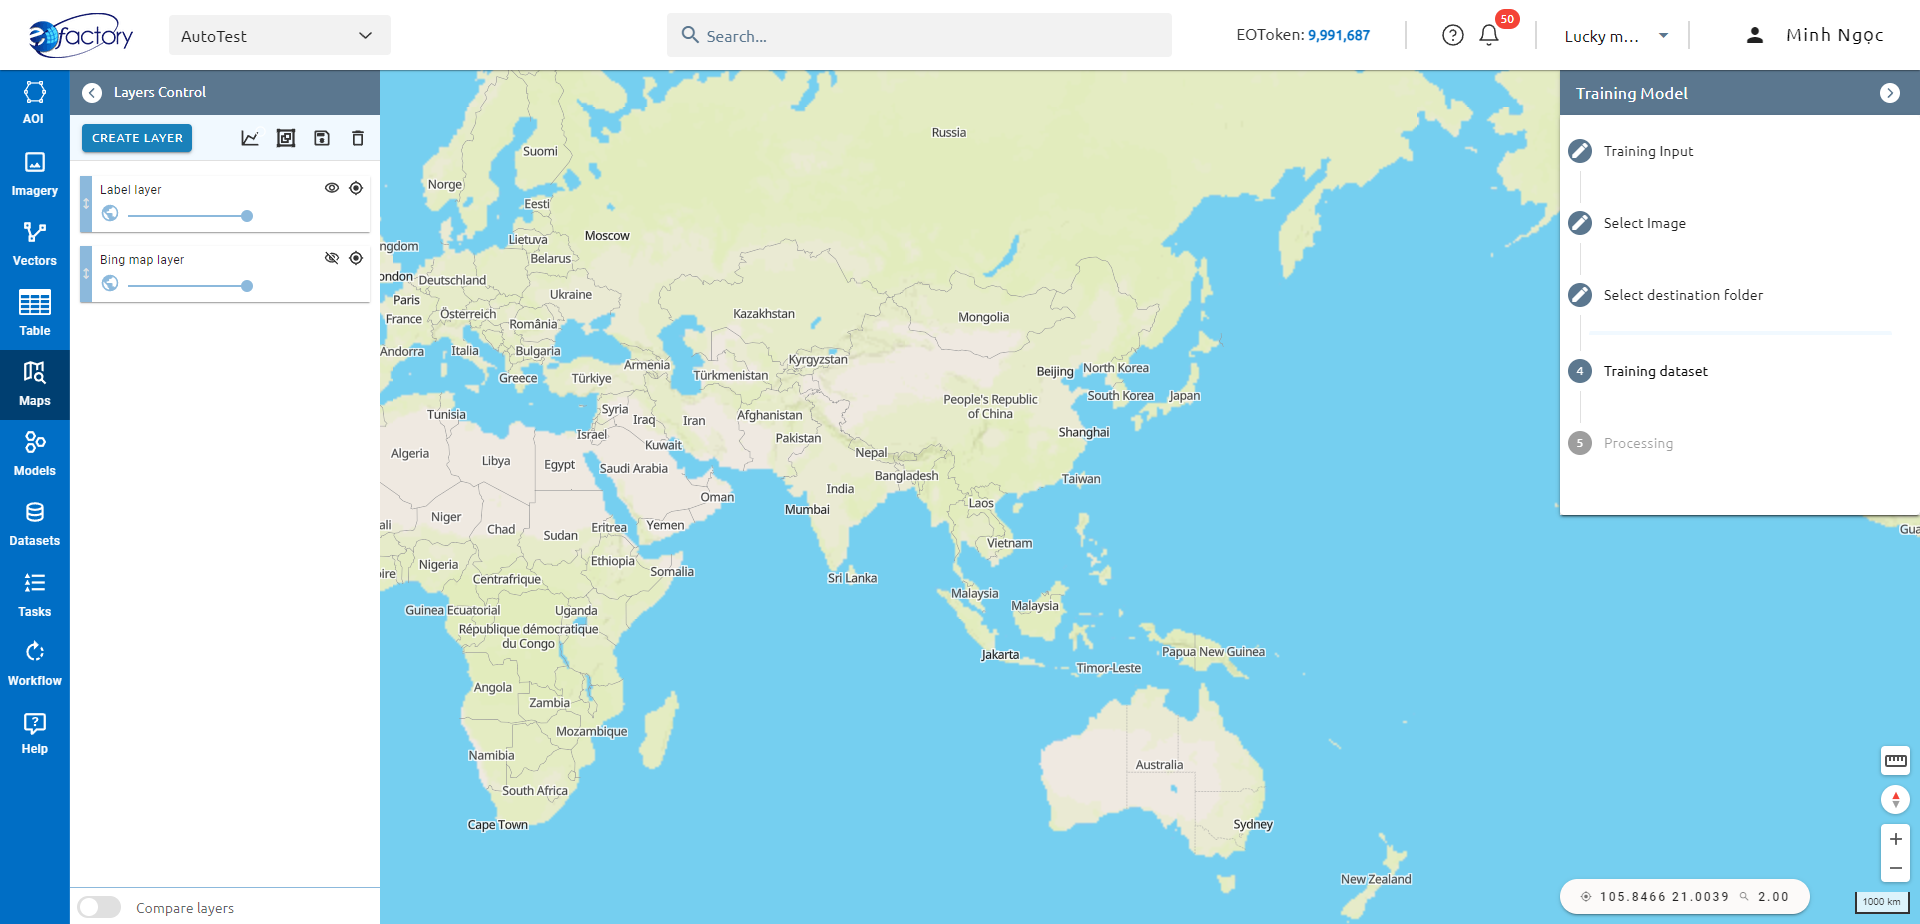 eofactory
AutoTest
Search...
EOToken: 9,991,687
50
Lucky m...
Minh Ngọc
AOI
Imagery
Vectors
Table
Maps
Models
Datasets
Tasks
Workflow
Help
Layers Control
CREATE LAYER
Label layer
Bing map layer
Compare layers
Russia
Suomi
Norge
Eesti
Moscow
Lietuva
ngdom
Belarus
ondon
Deutschland
Ukraine
Paris
Österreich
Kazakhstan
France
România
Mongolia
Andorra
Italia
Bulgaria
Kyrgyzstan
Armenia
Beijing
North Korea
Greece
Türkiye
Türkmenistan
South Korea
Japan
Tunisia
Syria
Iraq
Iran
Afghanistan
People's Republic
of China
Israel
Pakistan
Shanghai
Kuwait
Algeria
Libya
Egypt
Saudi Arabia
Nepal
Bangladesh
Taiwan
India
Oman
Mumbai
Laos
ali
Niger
Chad
Sudan
Eritrea
Yemen
Vietnam
Nigeria
Ethiopia
ire
Centrafrique
Somalia
Sri Lanka
Malaysia
Malaysia
Guinea Ecuatorial
Uganda
République démocratique
du Congo
Jakarta
Papua New Guinea
Timor-Leste
Angola
Zambia
Mozambique
Namibia
Australia
South Africa
Cape Town
Sydney
New Zealand
Gua
Training Model
Training Input
Select Image
Select destination folder
4 Training dataset
5 Processing
105.8466 21.0039 2.00
1000 km